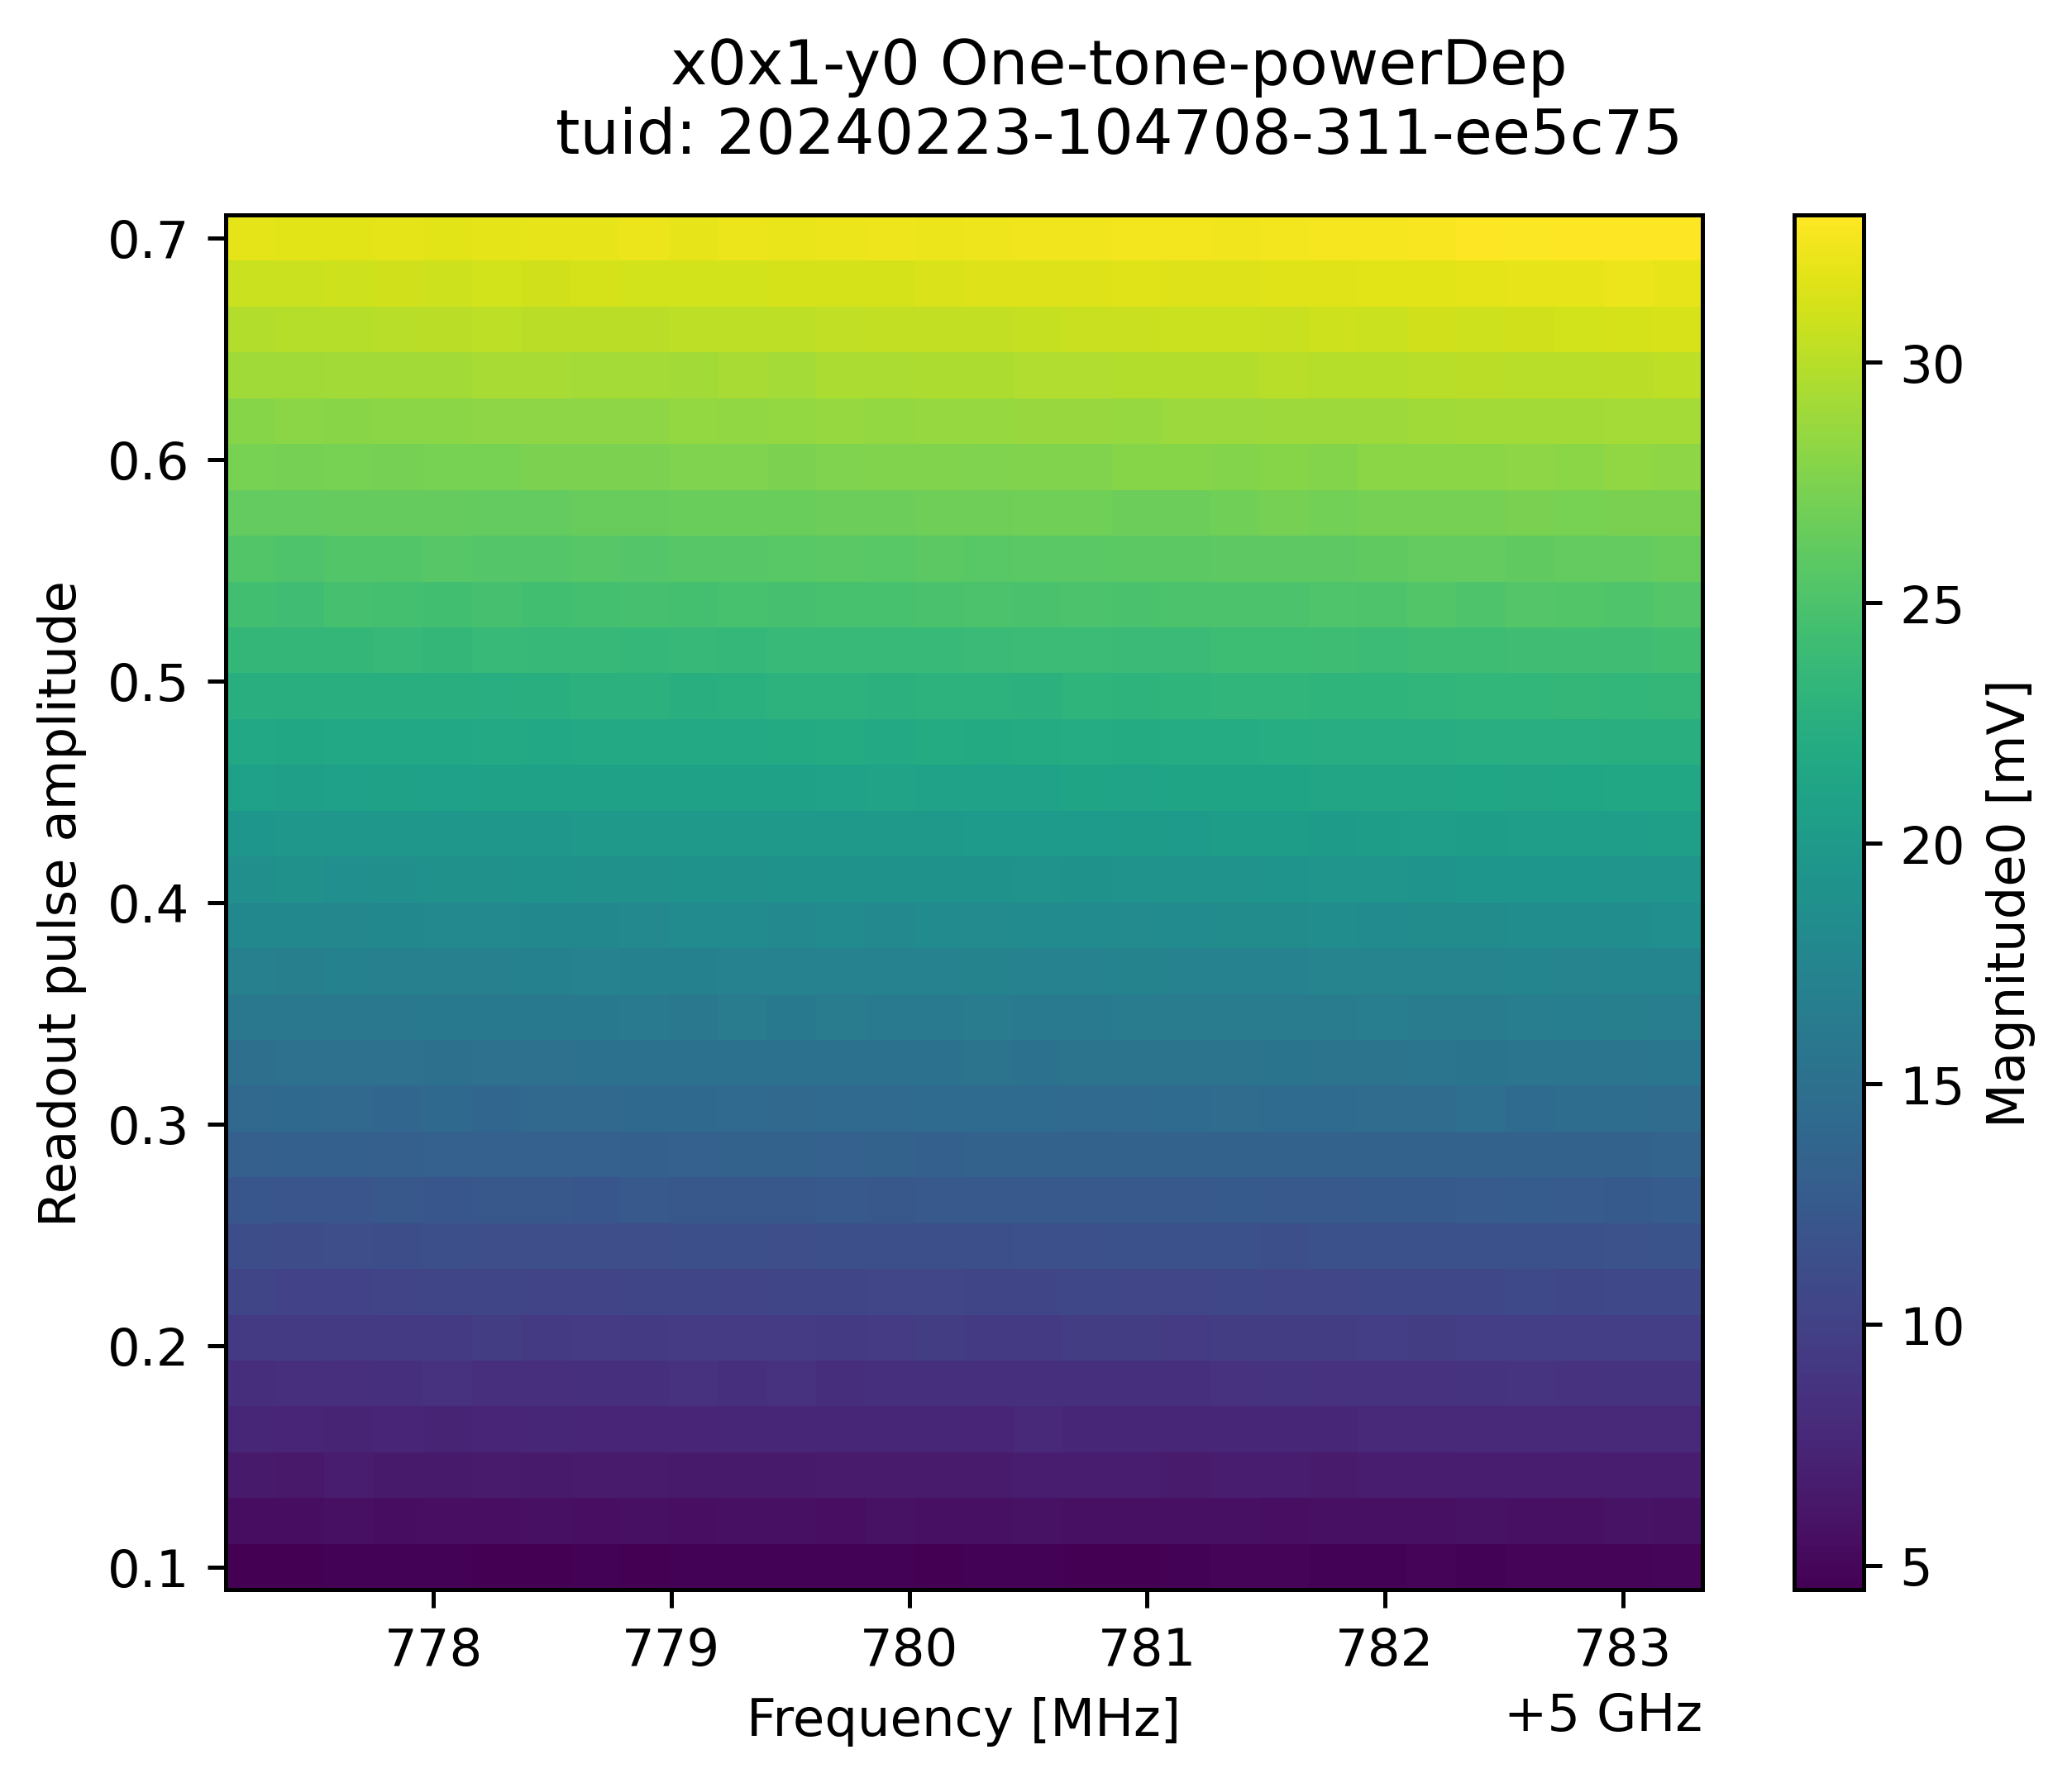 x0x1-y0 One-tone-powerDep
tuid: 20240223-104708-311-ee5c75
Readout pulse amplitude
0.7
0.6
0.5
0.4
0.3
0.2
0.1
778 779 780 781 782 783
Frequency [MHz]
+5 GHz
30
25
20
15
10
5
Magnitude0 [mV]